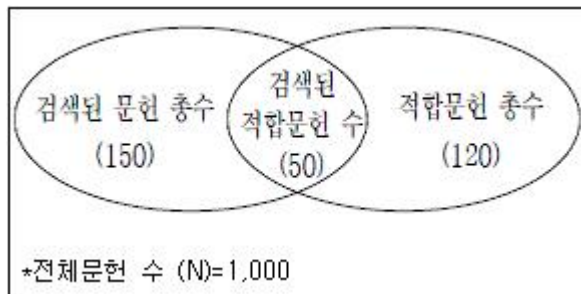 검색된 문헌 총수
(150)
검색된
적합문헌 수
(50)
적합문헌 총수
(120)
*전체문헌 수 (N)=1,000